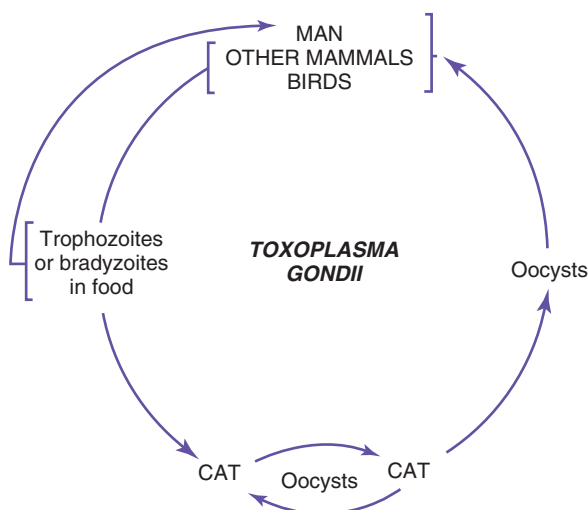 MAN
OTHER MAMMALS
BIRDS
Trophozoites
or bradyzoites
in food
TOXOPLASMA
GONDII
Oocysts
CAT
Oocysts
CAT